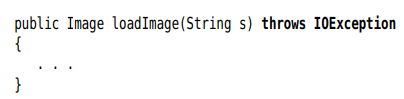 public Image loadImage(String s) throws IOException
{
. . .
}